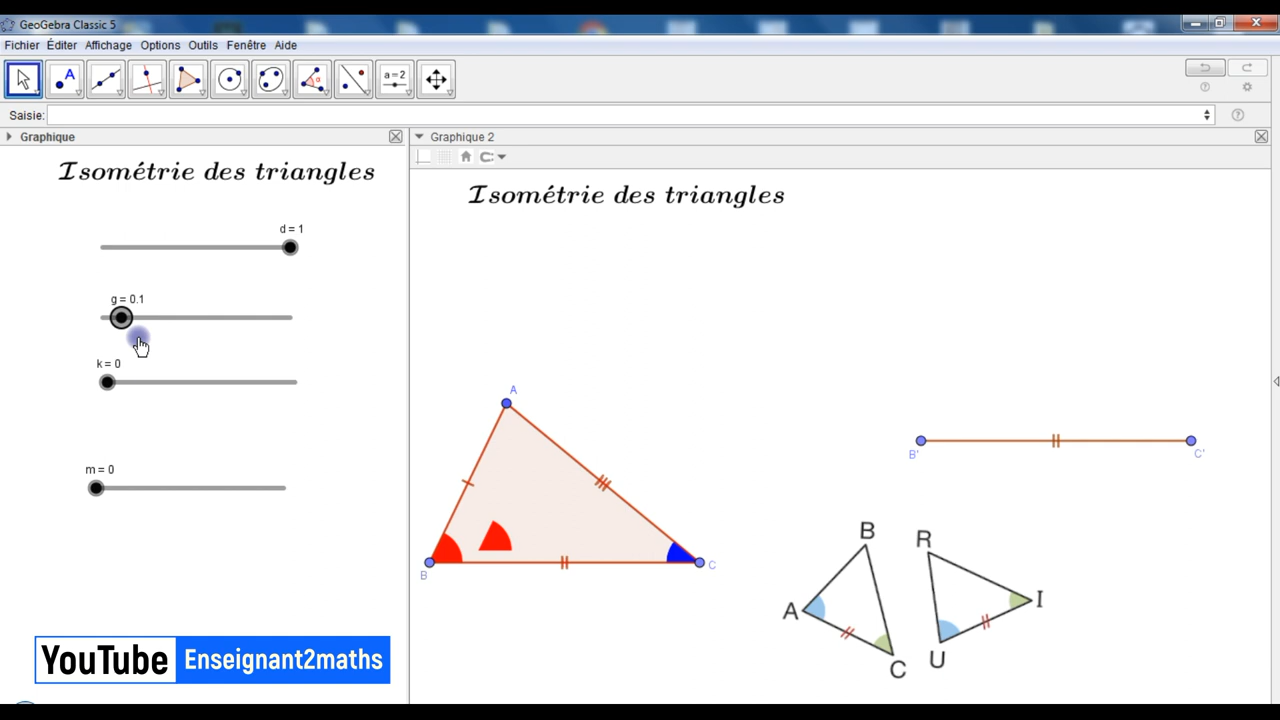 GeoGebra Classic 5
Fichier Éditer Affichage Options Outils Fenêtre Aide
A
α
a=2
Saisie:
Graphique
Graphique 2
Isométrie des triangles
Isométrie des triangles
d = 1
g = 0.1
k = 0
m = 0
A
B
C
B'
C'
B
R
A
I
C
U
YouTube Enseignant2maths